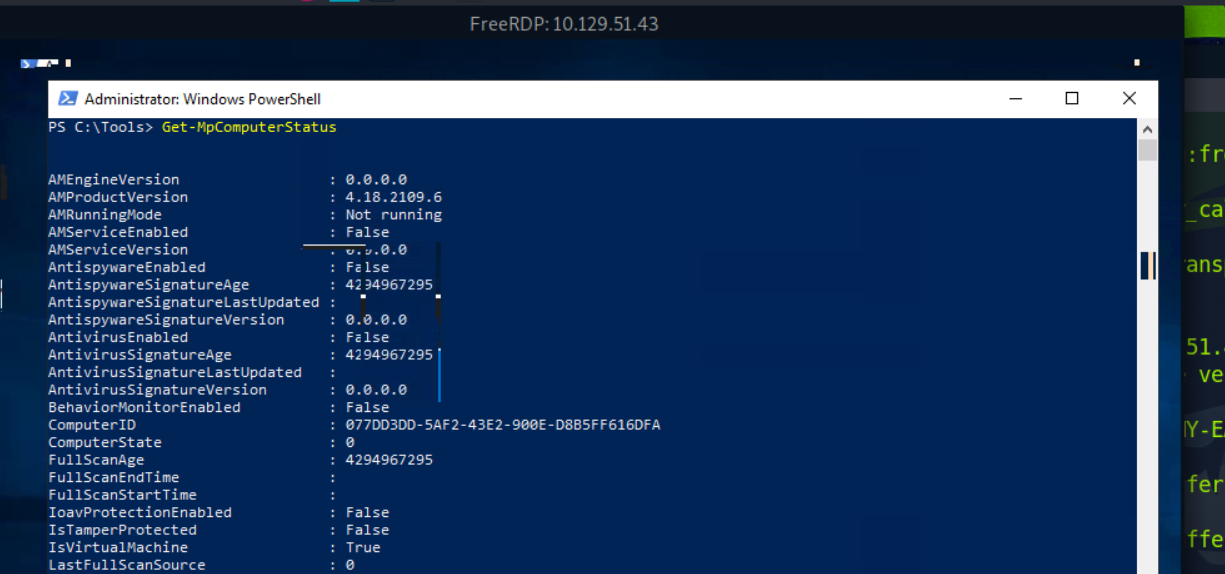 FreeRDP: 10.129.51.43
Administrator: Windows PowerShell
PS C:\Tools> Get-MpComputerStatus
AMEngineVersion : 0.0.0.0
AMProductVersion : 4.18.2109.6
AMRunningMode : Not running
AMServiceEnabled : False
AMServiceVersion : 0.0.0.0
AntispywareEnabled : False
AntispywareSignatureAge : 4294967295
AntispywareSignatureLastUpdated :
AntispywareSignatureVersion : 0.0.0.0
AntivirusEnabled : False
AntivirusSignatureAge : 4294967295
AntivirusSignatureLastUpdated :
AntivirusSignatureVersion : 0.0.0.0
BehaviorMonitorEnabled : False
ComputerID : 077DD3DD-5AF2-43E2-900E-D8B5FF616DFA
ComputerState : 0
FullScanAge : 4294967295
FullScanEndTime :
FullScanStartTime :
IoavProtectionEnabled : False
IsTamperProtected : False
IsVirtualMachine : True
LastFullScanSource : 0
:fr
_ca
ans
51.
ve
Y-E
fer
ffe